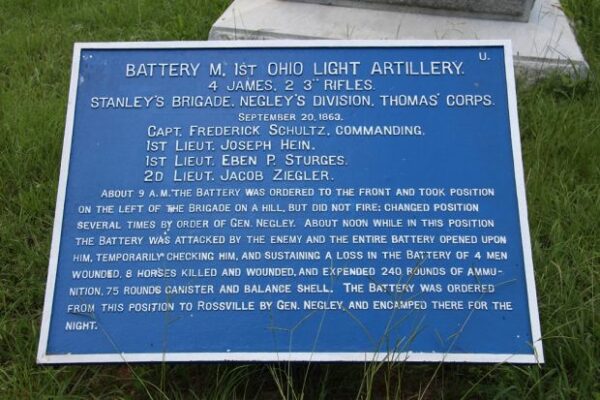 U.
BATTERY M, 1ST OHIO LIGHT ARTILLERY.
4 JAMES, 2 3" RIFLES.
STANLEY'S BRIGADE, NEGLEY'S DIVISION, THOMAS' CORPS.
SEPTEMBER 20, 1863.
CAPT. FREDERICK SCHULTZ, COMMANDING.
1ST LIEUT. JOSEPH HEIN.
1ST LIEUT. EBEN P. STURGES.
2D LIEUT. JACOB ZIEGLER.
ABOUT 9 A.M. THE BATTERY WAS ORDERED TO THE FRONT AND TOOK POSITION
ON THE LEFT OF THE BRIGADE ON A HILL, BUT DID NOT FIRE; CHANGED POSITION
SEVERAL TIMES BY ORDER OF GEN. NEGLEY. ABOUT NOON WHILE IN THIS POSITION
THE BATTERY WAS ATTACKED BY THE ENEMY AND THE ENTIRE BATTERY OPENED UPON
HIM, TEMPORARILY CHECKING HIM, AND SUSTAINING A LOSS IN THE BATTERY OF 4 MEN
WOUNDED, 8 HORSES KILLED AND WOUNDED, AND EXPENDED 240 ROUNDS OF AMMU-
NITION, 75 ROUNDS CANISTER AND BALANCE SHELL. THE BATTERY WAS ORDERED
FROM THIS POSITION TO ROSSVILLE BY GEN. NEGLEY, AND ENCAMPED THERE FOR THE
NIGHT.